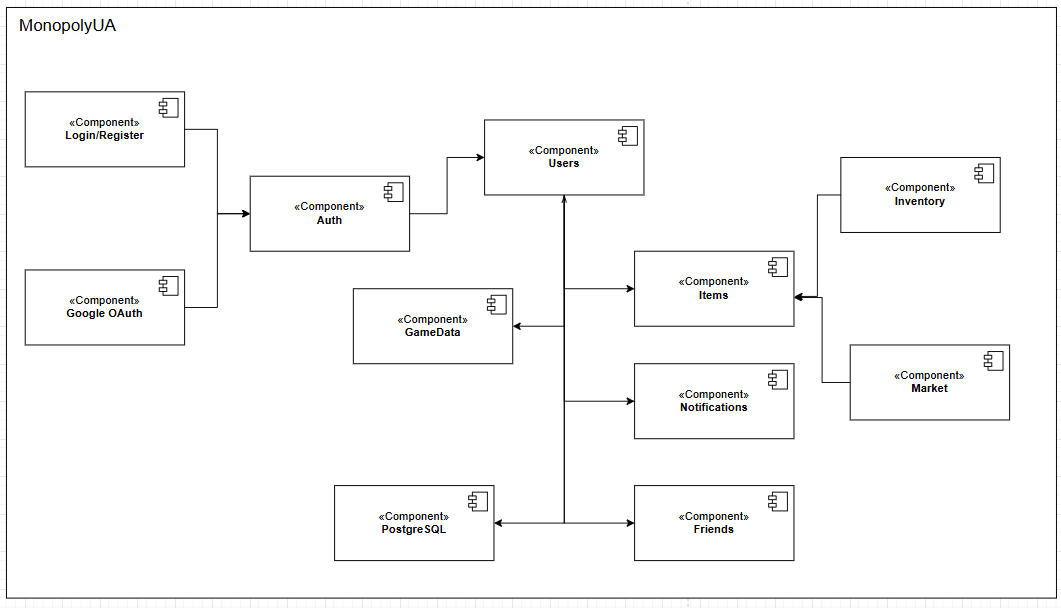 MonopolyUA
«Component»
Login/Register
«Component»
Users
«Component»
Inventory
«Component»
Auth
«Component»
Items
«Component»
Google OAuth
«Component»
GameData
«Component»
Notifications
«Component»
Market
«Component»
PostgreSQL
«Component»
Friends